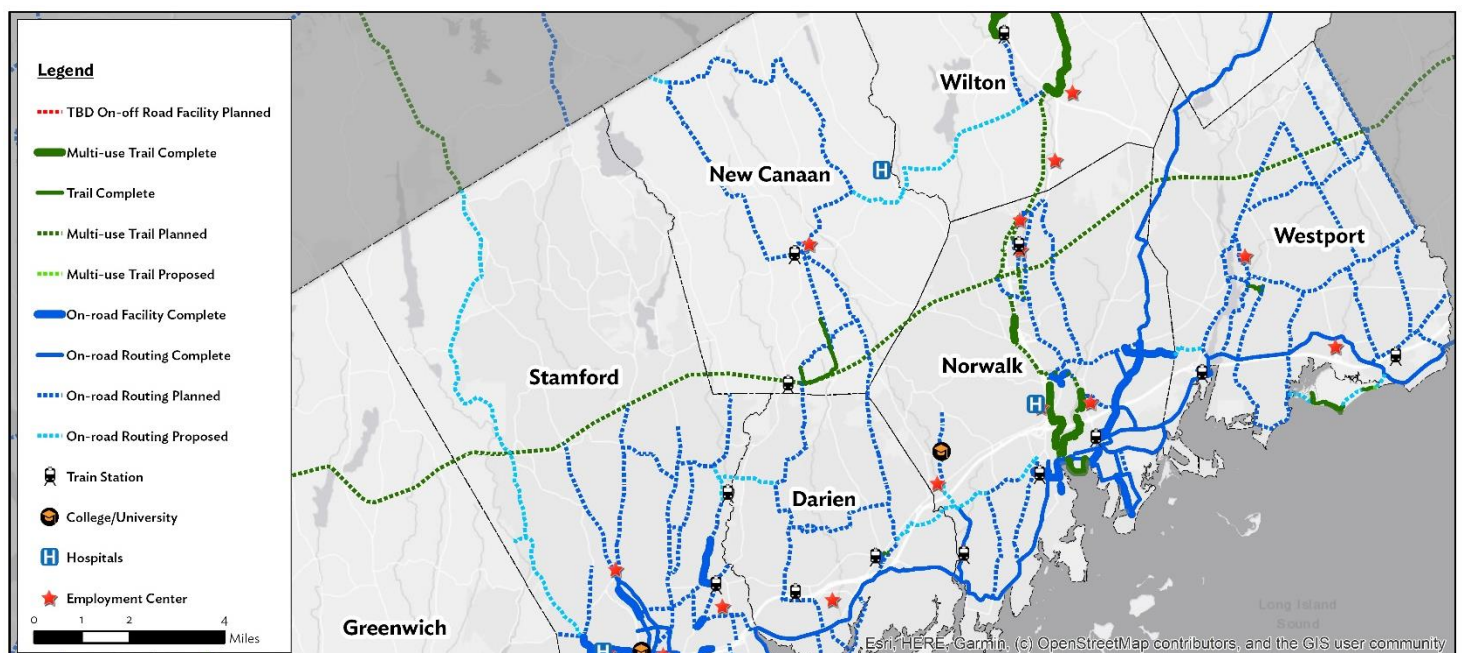 Legend
TBD On-off Road Facility Planned
Multi-use Trail Complete
Trail Complete
Multi-use Trail Planned
Multi-use Trail Proposed
On-road Facility Complete
On-road Routing Complete
On-road Routing Planned
On-road Routing Proposed
Train Station
College/University
H Hospitals
Employment Center
0 1 2 4
Miles
Wilton
H
New Canaan
Westport
Norwalk
Stamford
H
Darien
Greenwich
H
Long Island
Sound
Esri, HERE, Garmin, (c) OpenStreetMap contributors, and the GIS user community